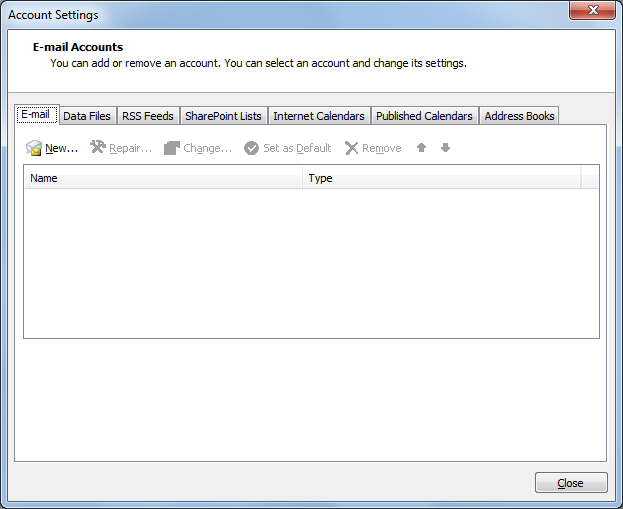 Account Settings
E-mail Accounts
You can add or remove an account. You can select an account and change its settings.
E-mail Data Files RSS Feeds SharePoint Lists Internet Calendars Published Calendars Address Books
New... Repair... Change... Set as Default Remove
Name Type
Close